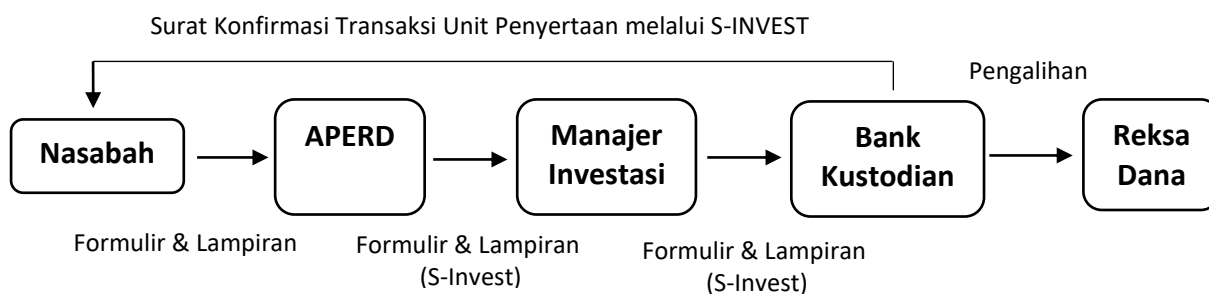 Surat Konfirmasi Transaksi Unit Penyertaan melalui S-INVEST
Pengalihan
Nasabah
APERD
Manajer
Investasi
Bank
Kustodian
Reksa
Dana
Formulir & Lampiran
Formulir & Lampiran
(S-Invest)
Formulir & Lampiran
(S-Invest)